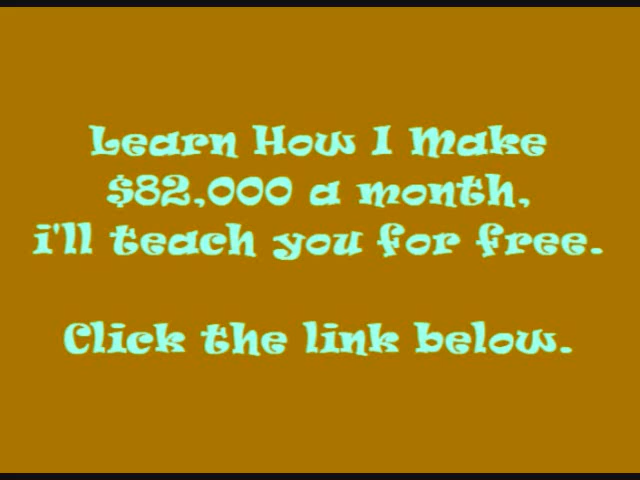 Learn How I Make
$82,000 a month,
i'll teach you for free.
Click the link below.